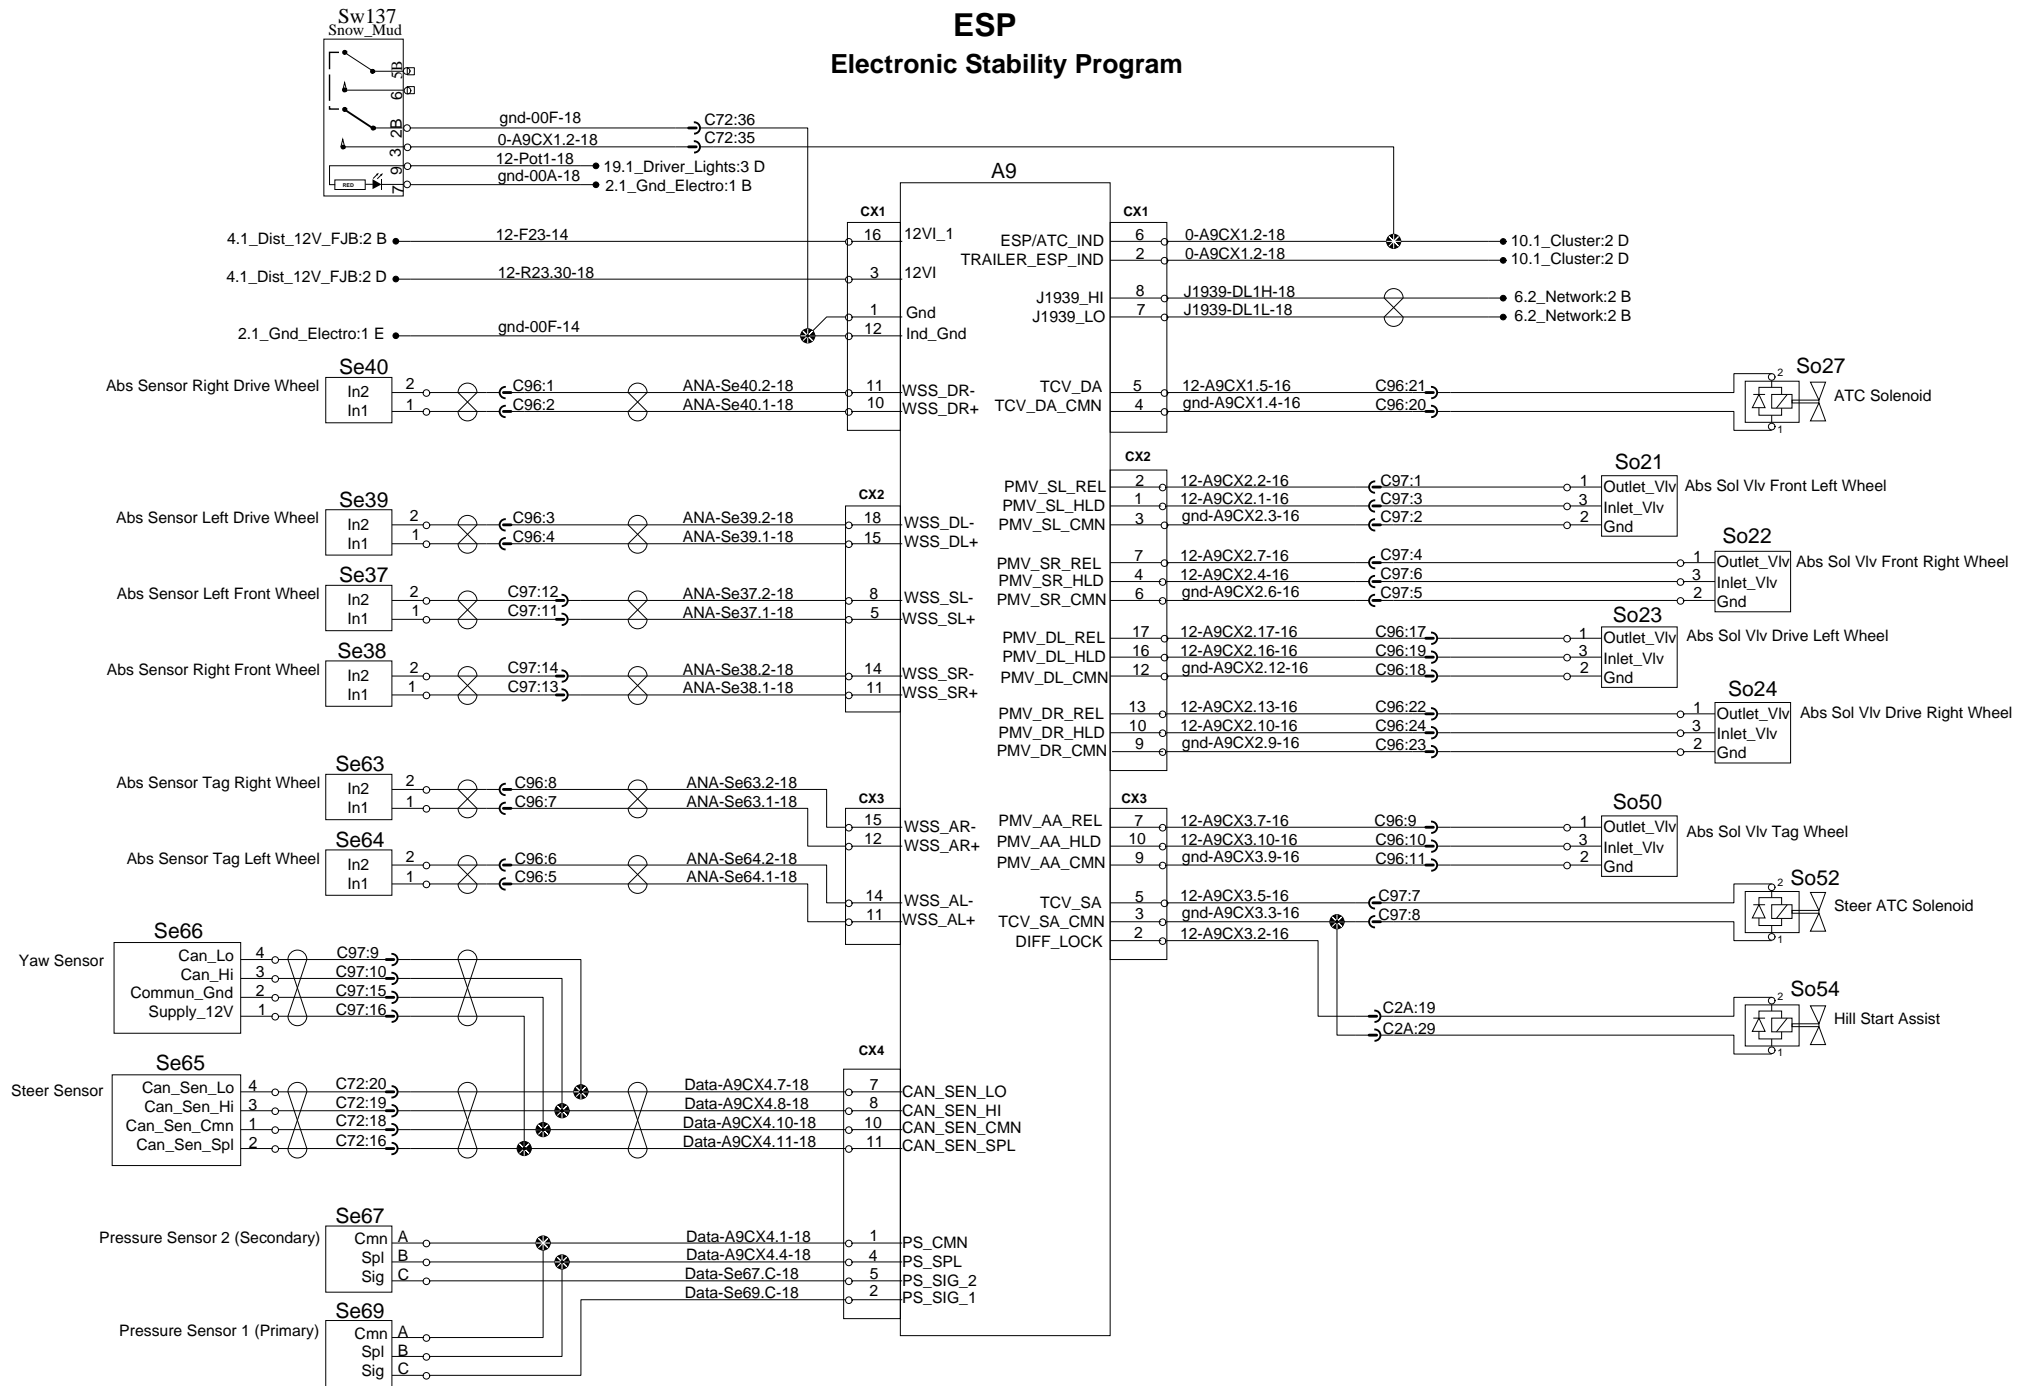 ESP
Electronic Stability Program
Sw137
Snow_Mud
5B
6
2B
3
9
7
RED
gnd-00F-18
C72:36
0-A9CX1.2-18
C72:35
12-Pot1-18
19.1_Driver_Lights:3 D
gnd-00A-18
2.1_Gnd_Electro:1 B
A9
CX1
4.1_Dist_12V_FJB:2 B
12-F23-14
16
12VI_1
4.1_Dist_12V_FJB:2 D
12-R23.30-18
3
12VI
1
Gnd
2.1_Gnd_Electro:1 E
gnd-00F-14
12
Ind_Gnd
Se40
Abs Sensor Right Drive Wheel
In2 2 C96:1 ANA-Se40.2-18 11 WSS_DR-
In1 1 C96:2 ANA-Se40.1-18 10 WSS_DR+
CX2
Se39
Abs Sensor Left Drive Wheel
In2 2 C96:3 ANA-Se39.2-18 18 WSS_DL-
In1 1 C96:4 ANA-Se39.1-18 15 WSS_DL+
Se37
Abs Sensor Left Front Wheel
In2 2 C97:12 ANA-Se37.2-18 8 WSS_SL-
In1 1 C97:11 ANA-Se37.1-18 5 WSS_SL+
Se38
Abs Sensor Right Front Wheel
In2 2 C97:14 ANA-Se38.2-18 14 WSS_SR-
In1 1 C97:13 ANA-Se38.1-18 11 WSS_SR+
Se63
Abs Sensor Tag Right Wheel
In2 2 C96:8 ANA-Se63.2-18
In1 1 C96:7 ANA-Se63.1-18
CX3
15 WSS_AR-
12 WSS_AR+
Se64
Abs Sensor Tag Left Wheel
In2 2 C96:6 ANA-Se64.2-18
In1 1 C96:5 ANA-Se64.1-18
14 WSS_AL-
11 WSS_AL+
Se66
Yaw Sensor
Can_Lo 4 C97:9
Can_Hi 3 C97:10
Commun_Gnd 2 C97:15
Supply_12V 1 C97:16
CX4
Se65
Steer Sensor
Can_Sen_Lo 4 C72:20 Data-A9CX4.7-18 7 CAN_SEN_LO
Can_Sen_Hi 3 C72:19 Data-A9CX4.8-18 8 CAN_SEN_HI
Can_Sen_Cmn 1 C72:18 Data-A9CX4.10-18 10 CAN_SEN_CMN
Can_Sen_Spl 2 C72:16 Data-A9CX4.11-18 11 CAN_SEN_SPL
Se67
Pressure Sensor 2 (Secondary)
Cmn A Data-A9CX4.1-18 1 PS_CMN
Spl B Data-A9CX4.4-18 4 PS_SPL
Sig C Data-Se67.C-18 5 PS_SIG_2
Data-Se69.C-18 2 PS_SIG_1
Se69
Pressure Sensor 1 (Primary)
Cmn A
Spl B
Sig C
CX1
ESP/ATC_IND 6 0-A9CX1.2-18 10.1_Cluster:2 D
TRAILER_ESP_IND 2 0-A9CX1.2-18 10.1_Cluster:2 D
J1939_HI 8 J1939-DL1H-18 6.2_Network:2 B
J1939_LO 7 J1939-DL1L-18 6.2_Network:2 B
So27
ATC Solenoid
TCV_DA 5 12-A9CX1.5-16 C96:21 2
TCV_DA_CMN 4 gnd-A9CX1.4-16 C96:20 1
CX2
So21
PMV_SL_REL 2 12-A9CX2.2-16 C97:1 1 Outlet_Vlv Abs Sol Vlv Front Left Wheel
PMV_SL_HLD 1 12-A9CX2.1-16 C97:3 3 Inlet_Vlv
PMV_SL_CMN 3 gnd-A9CX2.3-16 C97:2 2 Gnd
So22
PMV_SR_REL 7 12-A9CX2.7-16 C97:4 1 Outlet_Vlv Abs Sol Vlv Front Right Wheel
PMV_SR_HLD 4 12-A9CX2.4-16 C97:6 3 Inlet_Vlv
PMV_SR_CMN 6 gnd-A9CX2.6-16 C97:5 2 Gnd
So23
PMV_DL_REL 17 12-A9CX2.17-16 C96:17 1 Outlet_Vlv Abs Sol Vlv Drive Left Wheel
PMV_DL_HLD 16 12-A9CX2.16-16 C96:19 3 Inlet_Vlv
PMV_DL_CMN 12 gnd-A9CX2.12-16 C96:18 2 Gnd
So24
PMV_DR_REL 13 12-A9CX2.13-16 C96:22 1 Outlet_Vlv Abs Sol Vlv Drive Right Wheel
PMV_DR_HLD 10 12-A9CX2.10-16 C96:24 3 Inlet_Vlv
PMV_DR_CMN 9 gnd-A9CX2.9-16 C96:23 2 Gnd
CX3
So50
PMV_AA_REL 7 12-A9CX3.7-16 C96:9 1 Outlet_Vlv Abs Sol Vlv Tag Wheel
PMV_AA_HLD 10 12-A9CX3.10-16 C96:10 3 Inlet_Vlv
PMV_AA_CMN 9 gnd-A9CX3.9-16 C96:11 2 Gnd
So52
Steer ATC Solenoid
TCV_SA 5 12-A9CX3.5-16 C97:7 2
TCV_SA_CMN 3 gnd-A9CX3.3-16 C97:8 1
DIFF_LOCK 2 12-A9CX3.2-16
So54
Hill Start Assist
C2A:19 2
C2A:29 1